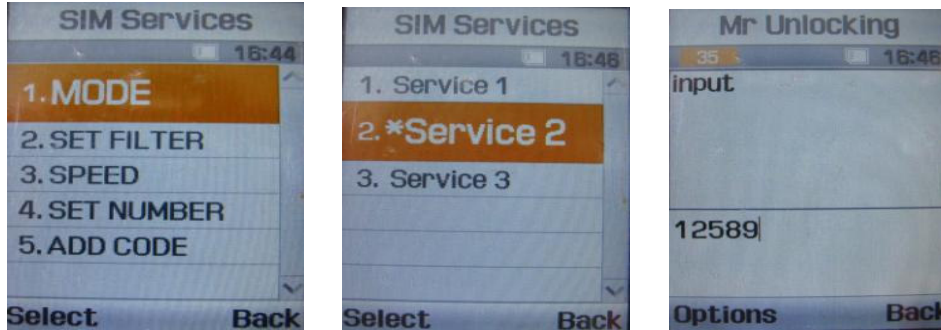 SIM Services
16:44
1. MODE
2. SET FILTER
3. SPEED
4. SET NUMBER
5. ADD CODE
Select Back
SIM Services
16:46
1. Service 1
2. *Service 2
3. Service 3
Select Back
Mr Unlocking
35 16:46
input
12589
Options Back